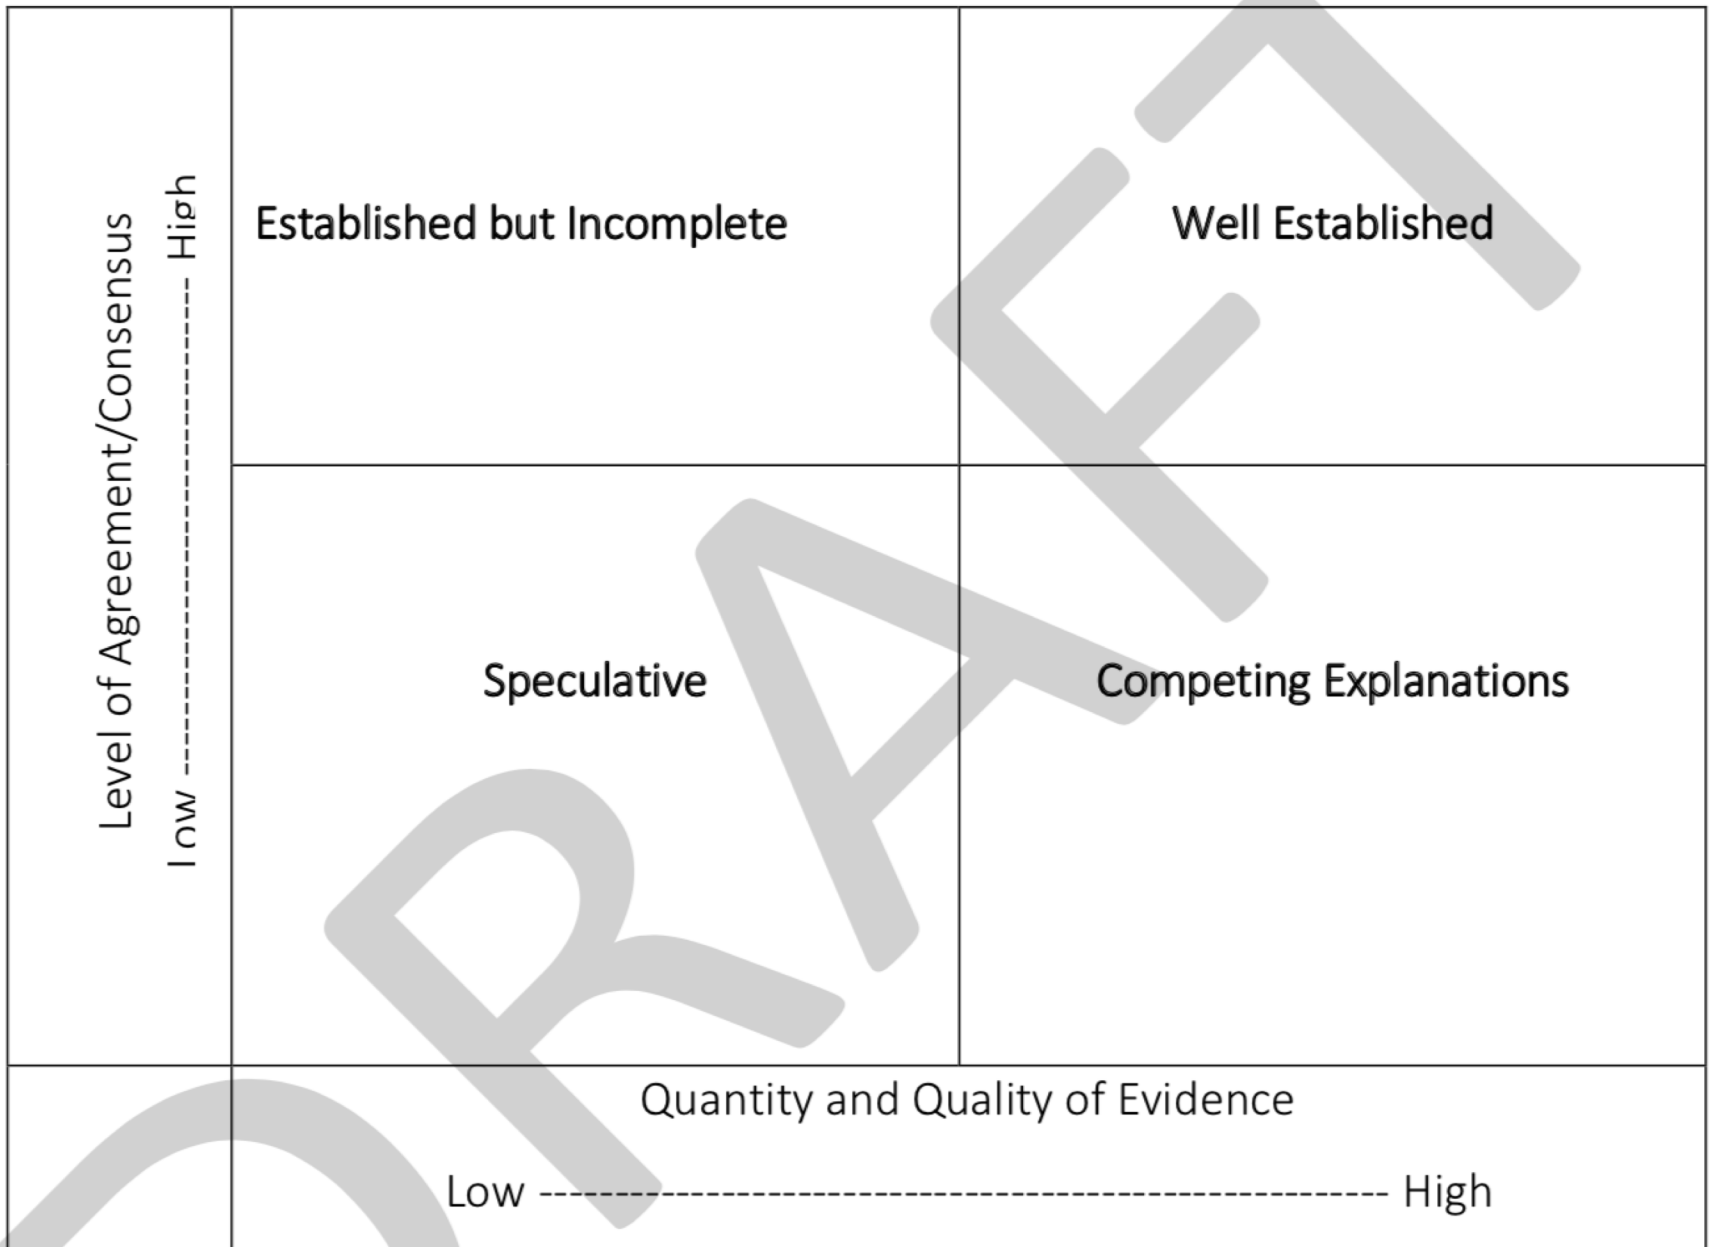 Level of Agreement/Consensus
Low ---------------------------------------- High
Established but Incomplete
Well Established
Speculative
Competing Explanations
Quantity and Quality of Evidence
Low -------------------------------------------------------- High
DRAFT